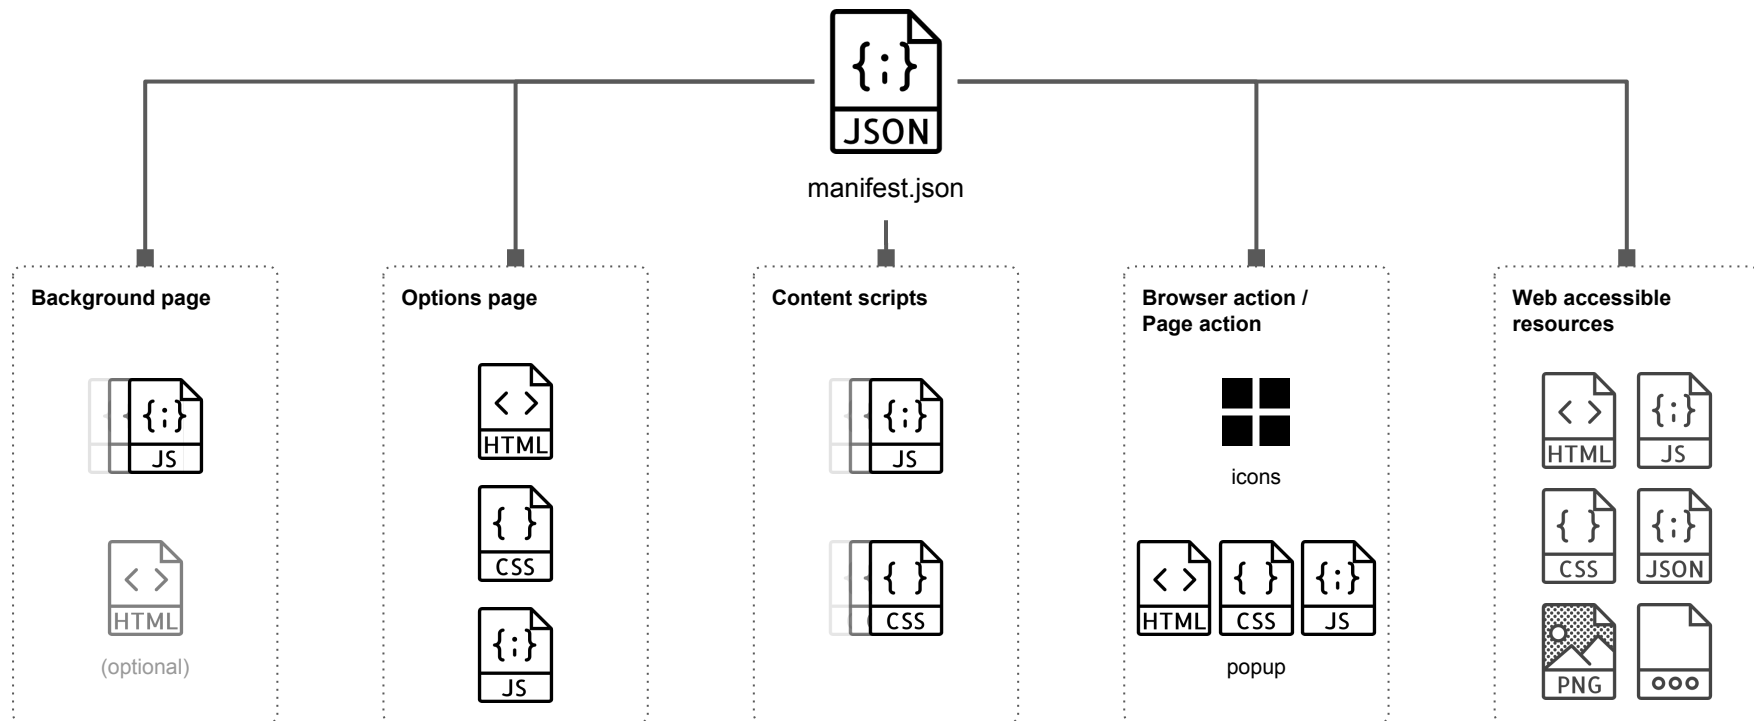 {;}
JSON
manifest.json
Background page
{;}
JS
< >
HTML
(optional)
Options page
< >
HTML
{ }
CSS
{;}
JS
Content scripts
{;}
JS
{ }
CSS
Browser action /
Page action
icons
< >
HTML
{ }
CSS
{;}
JS
popup
Web accessible
resources
< >
HTML
{;}
JS
{ }
CSS
{;}
JSON
PNG